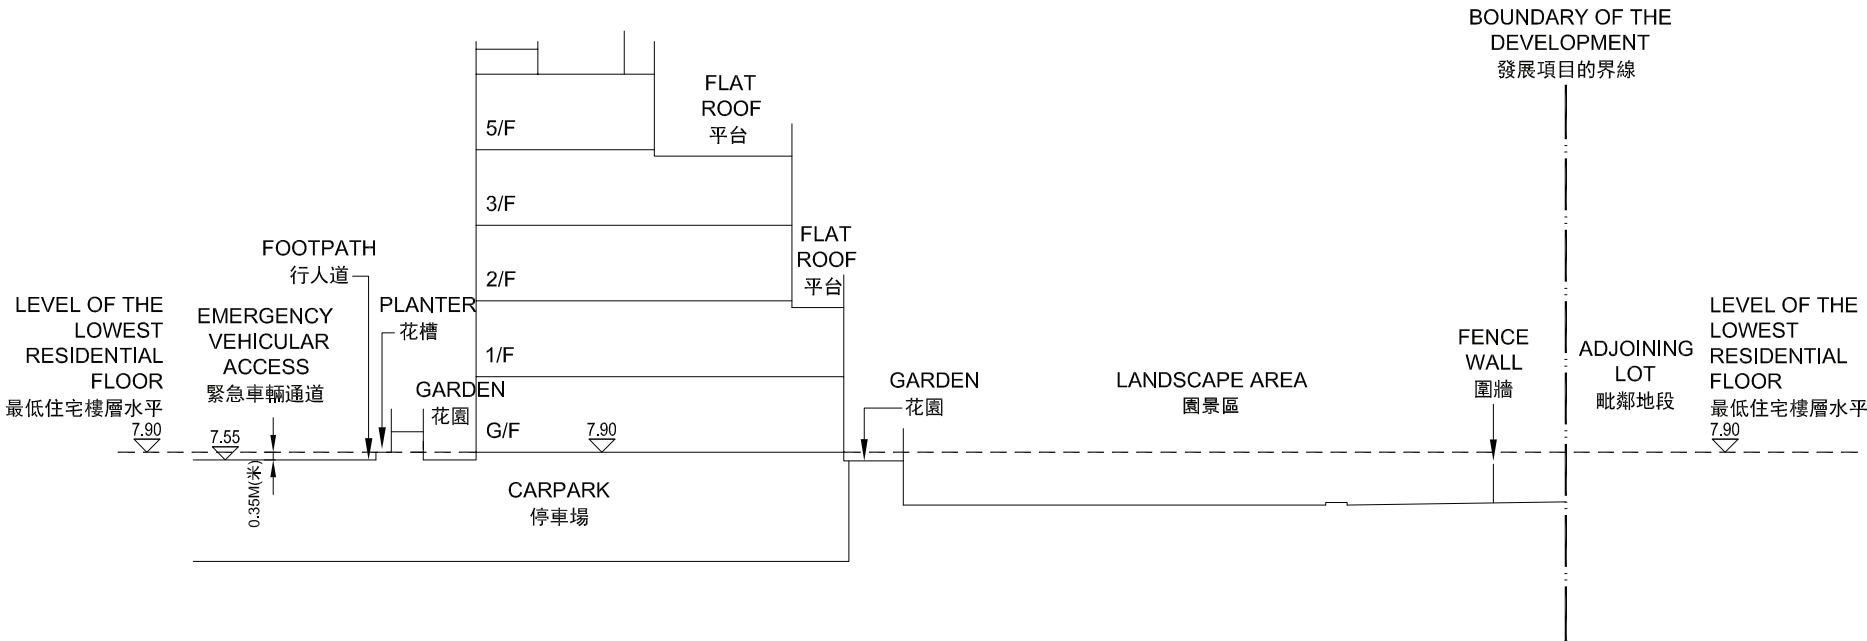 BOUNDARY OF THE
DEVELOPMENT
發展項目的界線
FLAT
ROOF
平台
5/F
3/F
FLAT
ROOF
平台
FOOTPATH
行人道
2/F
LEVEL OF THE
LOWEST
RESIDENTIAL
FLOOR
最低住宅樓層水平
7.90
EMERGENCY
VEHICULAR
ACCESS
緊急車輛通道
7.55
0.35M(米)
PLANTER
花槽
GARDEN
花園
1/F
G/F
7.90
CARPARK
停車場
GARDEN
花園
LANDSCAPE AREA
園景區
FENCE
WALL
圍牆
ADJOINING
LOT
毗鄰地段
LEVEL OF THE
LOWEST
RESIDENTIAL
FLOOR
最低住宅樓層水平
7.90